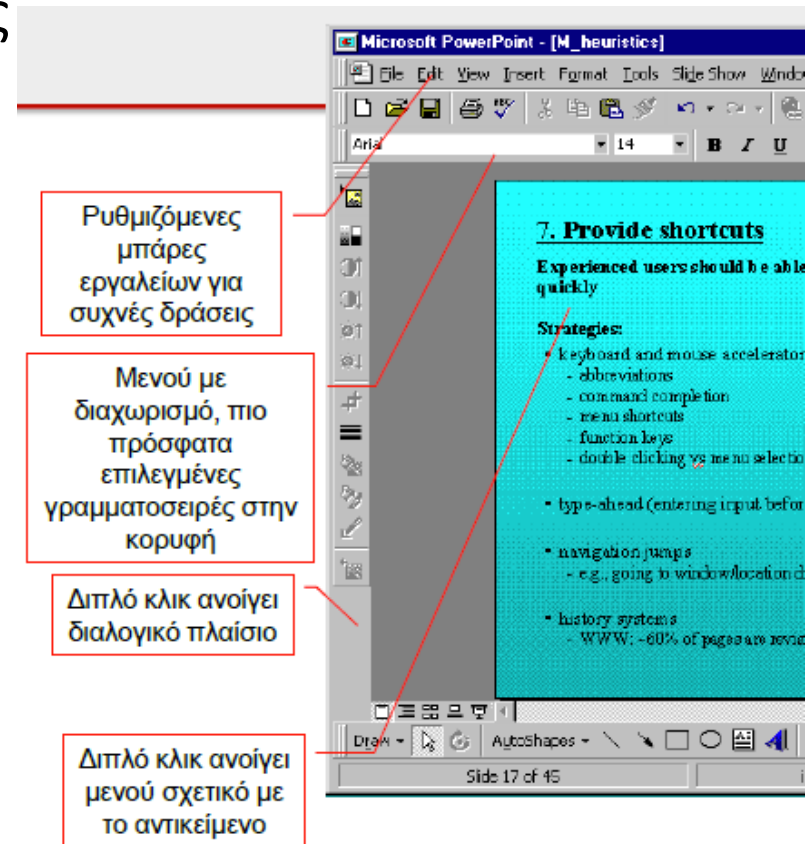 ς
Microsoft PowerPoint - [M_heuristics]
File Edit View Insert Format Tools Slide Show
Arial 14 B I U
Ρυθμιζόμενες
μπάρες
εργαλείων για
συχνές δράσεις
Μενού με
διαχωρισμό, πιο
πρόσφατα
επιλεγμένες
γραμματοσειρές στην
κορυφή
Διπλό κλικ ανοίγει
διαλογικό πλαίσιο
Διπλό κλικ ανοίγει
μενού σχετικό με
το αντικείμενο
7. Provide shortcuts
Experienced users should be able
quickly
Strategies:
• keyboard and mouse accelerator
- abbreviations
- command completion
- menu shortcuts
- function keys
- double clicking vs menu selectio
• type-ahead (entering input befor
• navigation jumps
- e.g., going to window/location
• history systems
- WWW: ~60% of pages are
Draw AutoShapes
Slide 17 of 45